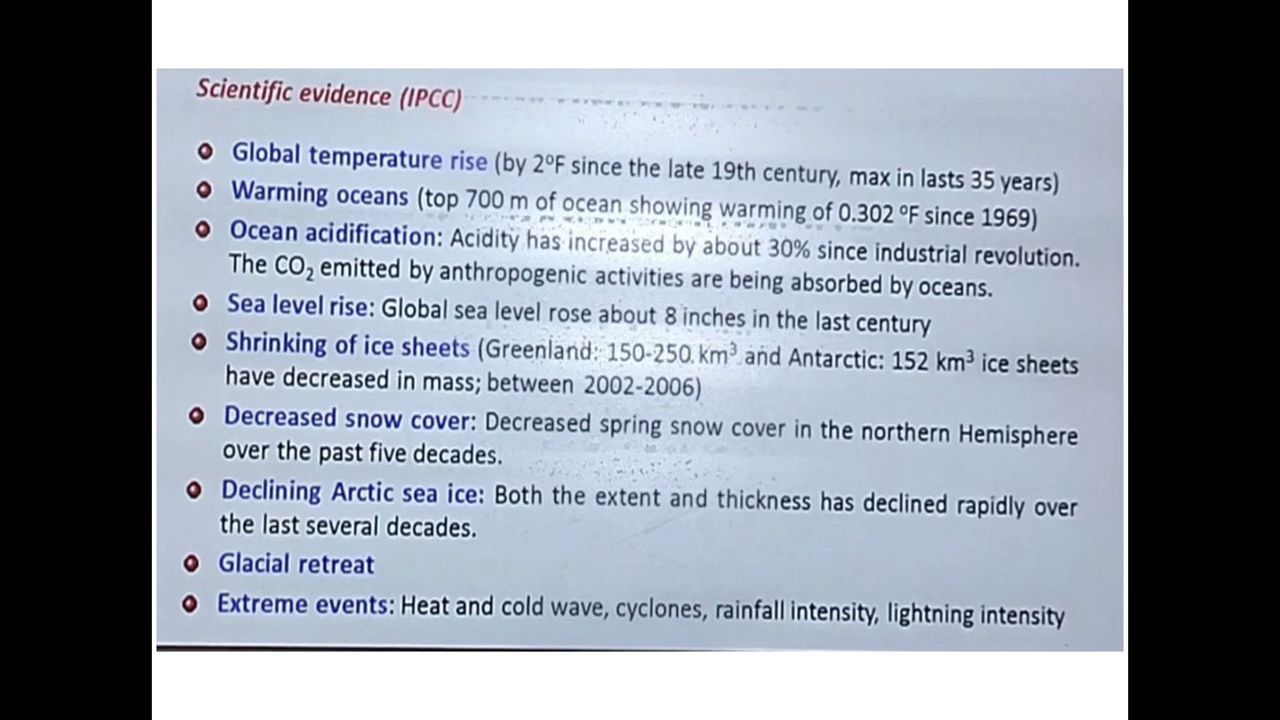 Scientific evidence (IPCC)
Global temperature rise (by 2ºF since the late 19th century, max in lasts 35 years)
Warming oceans (top 700 m of ocean showing warming of 0.302 ºF since 1969)
Ocean acidification: Acidity has increased by about 30% since industrial revolution.
The CO₂ emitted by anthropogenic activities are being absorbed by oceans.
Sea level rise: Global sea level rose about 8 inches in the last century
Shrinking of ice sheets (Greenland: 150-250 km³ and Antarctic: 152 km³ ice sheets
have decreased in mass; between 2002-2006)
Decreased snow cover: Decreased spring snow cover in the northern Hemisphere
over the past five decades.
Declining Arctic sea ice: Both the extent and thickness has declined rapidly over
the last several decades.
Glacial retreat
Extreme events: Heat and cold wave, cyclones, rainfall intensity, lightning intensity